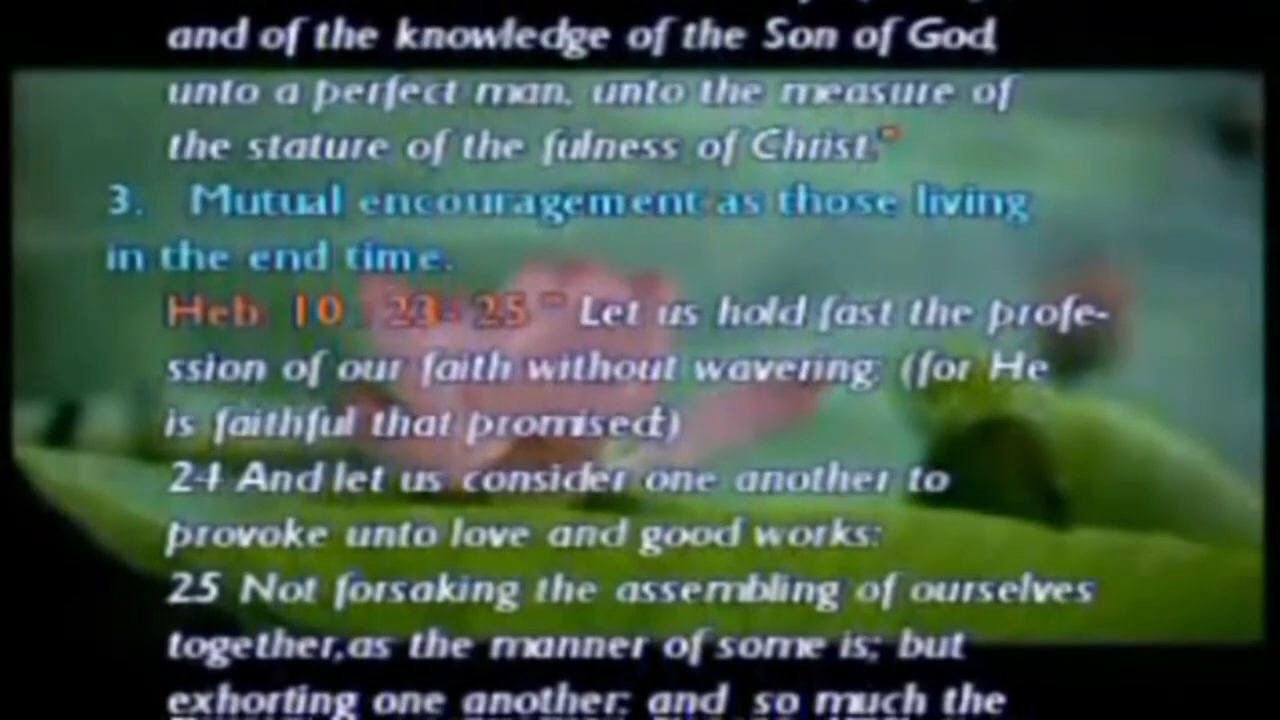 and of the knowledge of the Son of God,
unto a perfect man, unto the measure of
the stature of the fulness of Christ:"
3. Mutual encouragement as those living
in the end time.
Heb. 10 : 23- 25 " Let us hold fast the profe-
ssion of our faith without wavering; (for He
is faithful that promised:)
24 And let us consider one another to
provoke unto love and good works:
25 Not forsaking the assembling of ourselves
together,as the manner of some is; but
exhorting one another: and so much the